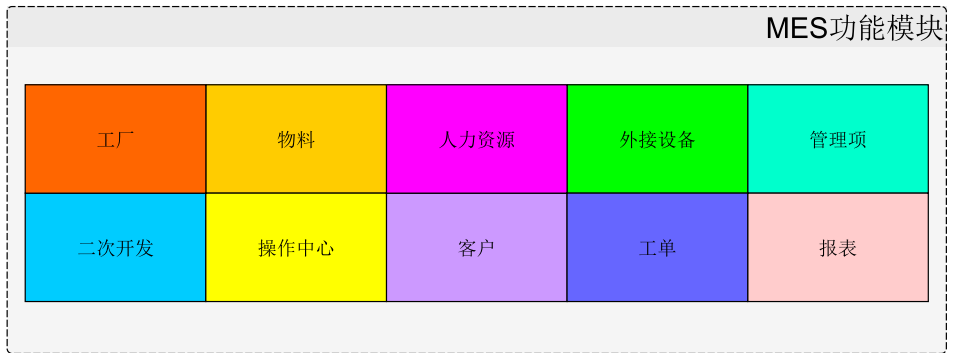 MES功能模块
工厂
物料
人力资源
外接设备
管理项
二次开发
操作中心
客户
工单
报表